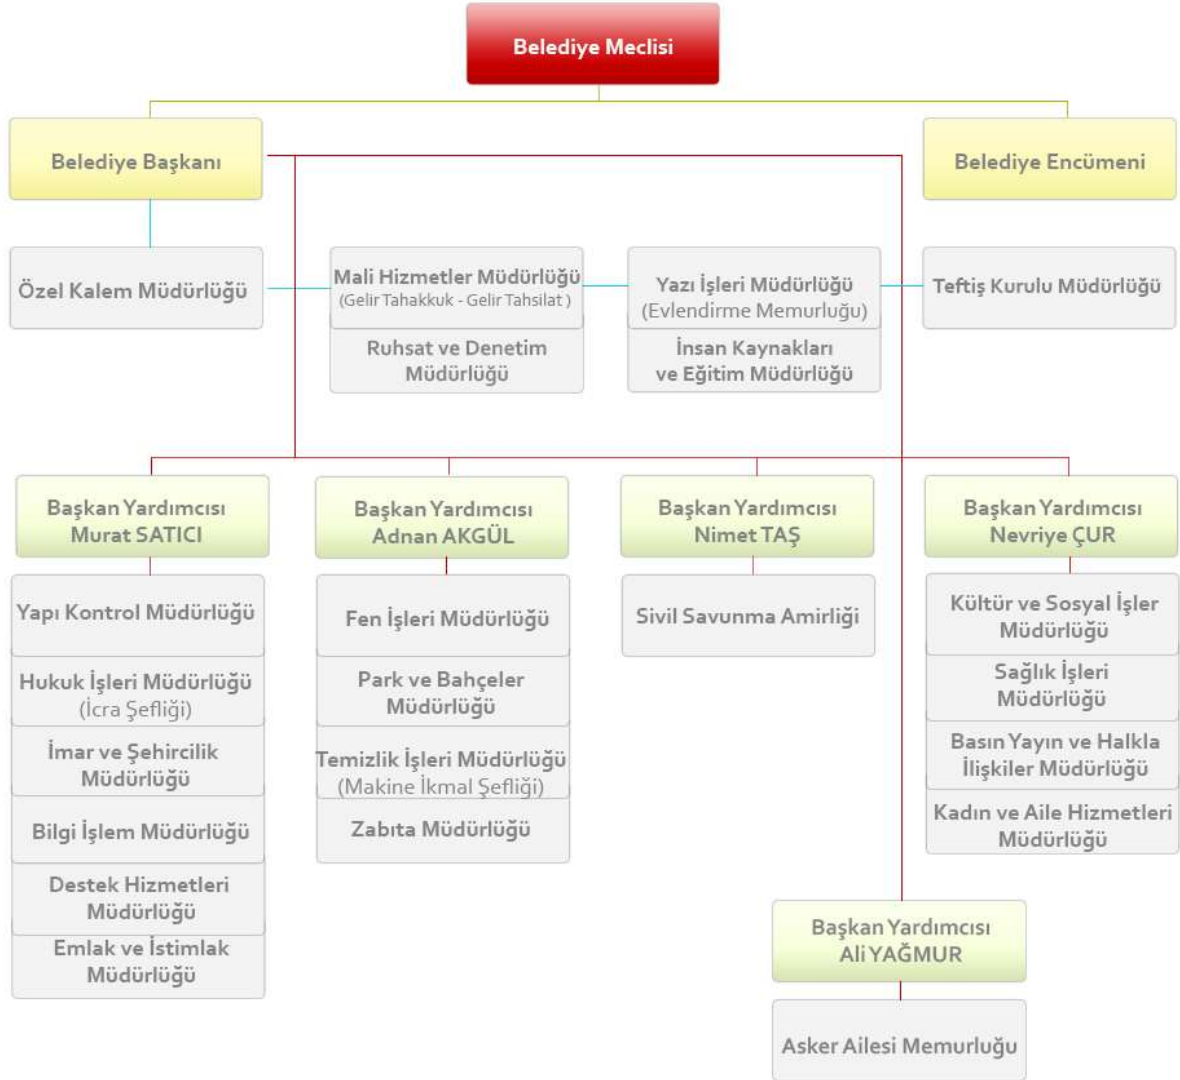 Belediye Meclisi
Belediye Başkanı
Belediye Encümeni
Özel Kalem Müdürlüğü
Mali Hizmetler Müdürlüğü
(Gelir Tahakkuk - Gelir Tahsilat )
Ruhsat ve Denetim
Müdürlüğü
Yazı İşleri Müdürlüğü
(Evlendirme Memurluğu)
İnsan Kaynakları
ve Eğitim Müdürlüğü
Teftiş Kurulu Müdürlüğü
Başkan Yardımcısı
Murat SATICI
Yapı Kontrol Müdürlüğü
Hukuk İşleri Müdürlüğü
(İcra Şefliği)
İmar ve Şehircilik
Müdürlüğü
Bilgi İşlem Müdürlüğü
Destek Hizmetleri
Müdürlüğü
Emlak ve İstimlak
Müdürlüğü
Başkan Yardımcısı
Adnan AKGÜL
Fen İşleri Müdürlüğü
Park ve Bahçeler
Müdürlüğü
Temizlik İşleri Müdürlüğü
(Makine İkmal Şefliği)
Zabıta Müdürlüğü
Başkan Yardımcısı
Nimet TAŞ
Sivil Savunma Amirliği
Başkan Yardımcısı
Nevriye ÇUR
Kültür ve Sosyal İşler
Müdürlüğü
Sağlık İşleri
Müdürlüğü
Basın Yayın ve Halkla
İlişkiler Müdürlüğü
Kadın ve Aile Hizmetleri
Müdürlüğü
Başkan Yardımcısı
Ali YAĞMUR
Asker Ailesi Memurluğu